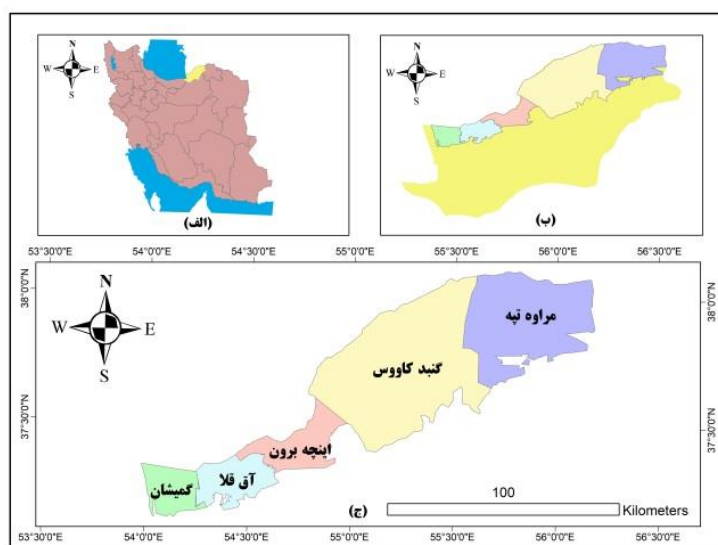 N
W E
S
(الف)
N
W E
S
(ب)
53°30'0"E 54°0'0"E 54°30'0"E 55°0'0"E 55°30'0"E 56°0'0"E 56°30'0"E
38°0'0"N
38°0'0"N
N
W E
S
مراوه تپه
گنبد کاووس
37°30'0"N
37°30'0"N
اینچه برون
آق قلا
گمیشان
100
Kilometers
(ج)
53°30'0"E 54°0'0"E 54°30'0"E 55°0'0"E 55°30'0"E 56°0'0"E 56°30'0"E